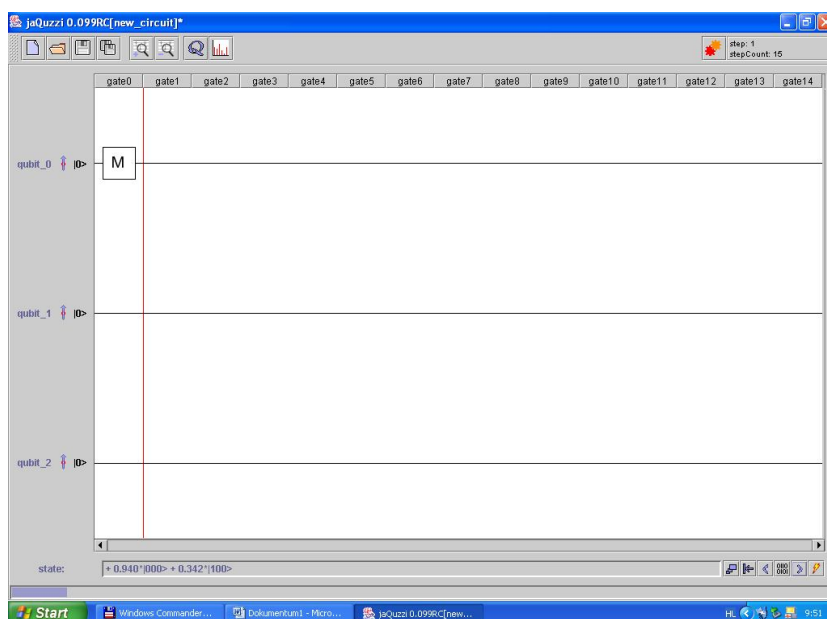 jaQuzzi 0.099RC[new_circuit]*
step: 1
stepCount: 15
gate0 gate1 gate2 gate3 gate4 gate5 gate6 gate7 gate8 gate9 gate10 gate11 gate12 gate13 gate14
qubit_0 |0> M
qubit_1 |0>
qubit_2 |0>
state: + 0.940*|000> + 0.342*|100>
Start Windows Commander... Dokumentum1 - Micro... jaQuzzi 0.099RC[new... HL 9:51